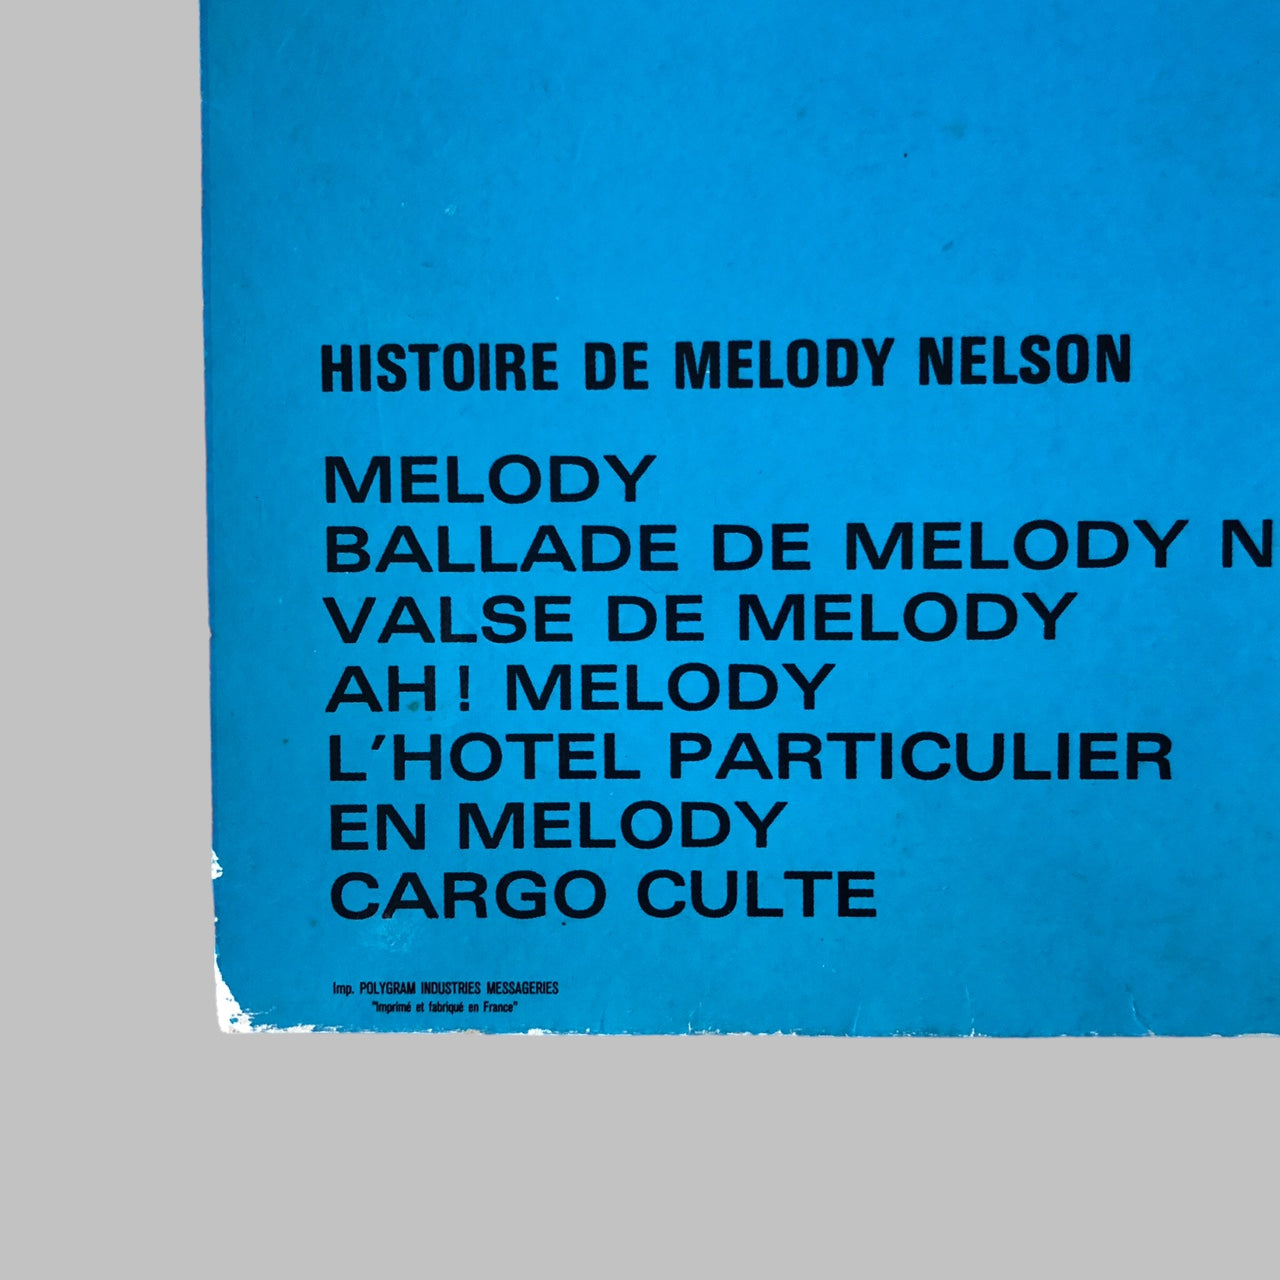 HISTOIRE DE MELODY NELSON
MELODY
BALLADE DE MELODY N
VALSE DE MELODY
AH ! MELODY
L'HOTEL PARTICULIER
EN MELODY
CARGO CULTE
Imp. POLYGRAM INDUSTRIES MESSAGERIES
"Imprimé et fabriqué en France"